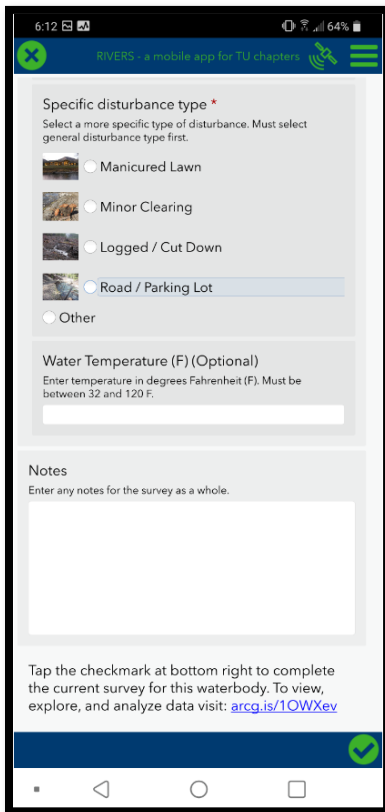 6:12 64%
RIVERS - a mobile app for TU chapters
Specific disturbance type *
Select a more specific type of disturbance. Must select
general disturbance type first.
Manicured Lawn
Minor Clearing
Logged / Cut Down
Road / Parking Lot
Other
Water Temperature (F) (Optional)
Enter temperature in degrees Fahrenheit (F). Must be
between 32 and 120 F.
Notes
Enter any notes for the survey as a whole.
Tap the checkmark at bottom right to complete
the current survey for this waterbody. To view,
explore, and analyze data visit: arcg.is/1OWXev